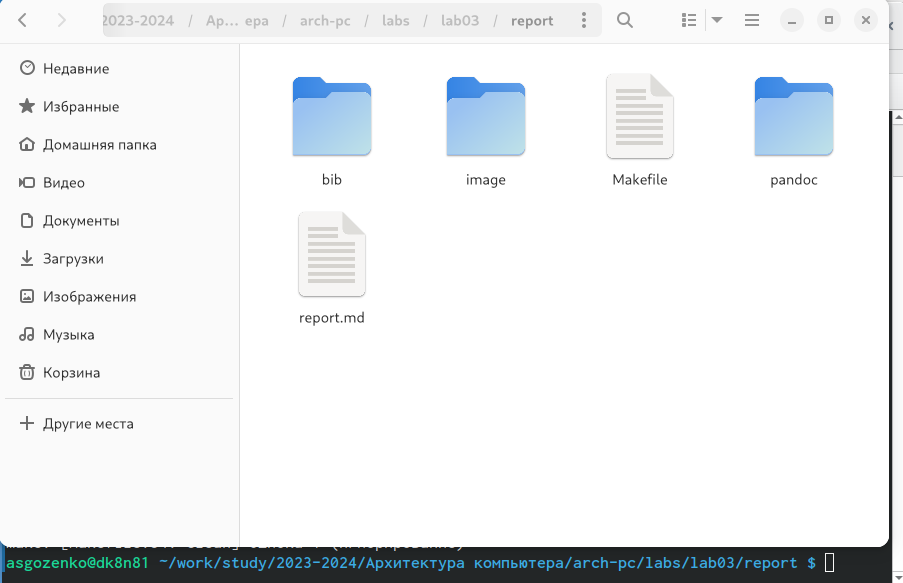 2023-2024 / Ар… ера / arch-pc / labs / lab03 / report
Недавние
Избранные
Домашняя папка
Видео
Документы
Загрузки
Изображения
Музыка
Корзина
Другие места
bib image Makefile pandoc
report.md
asgozenko@dk8n81 ~/work/study/2023-2024/Архитектура компьютера/arch-pc/labs/lab03/report $